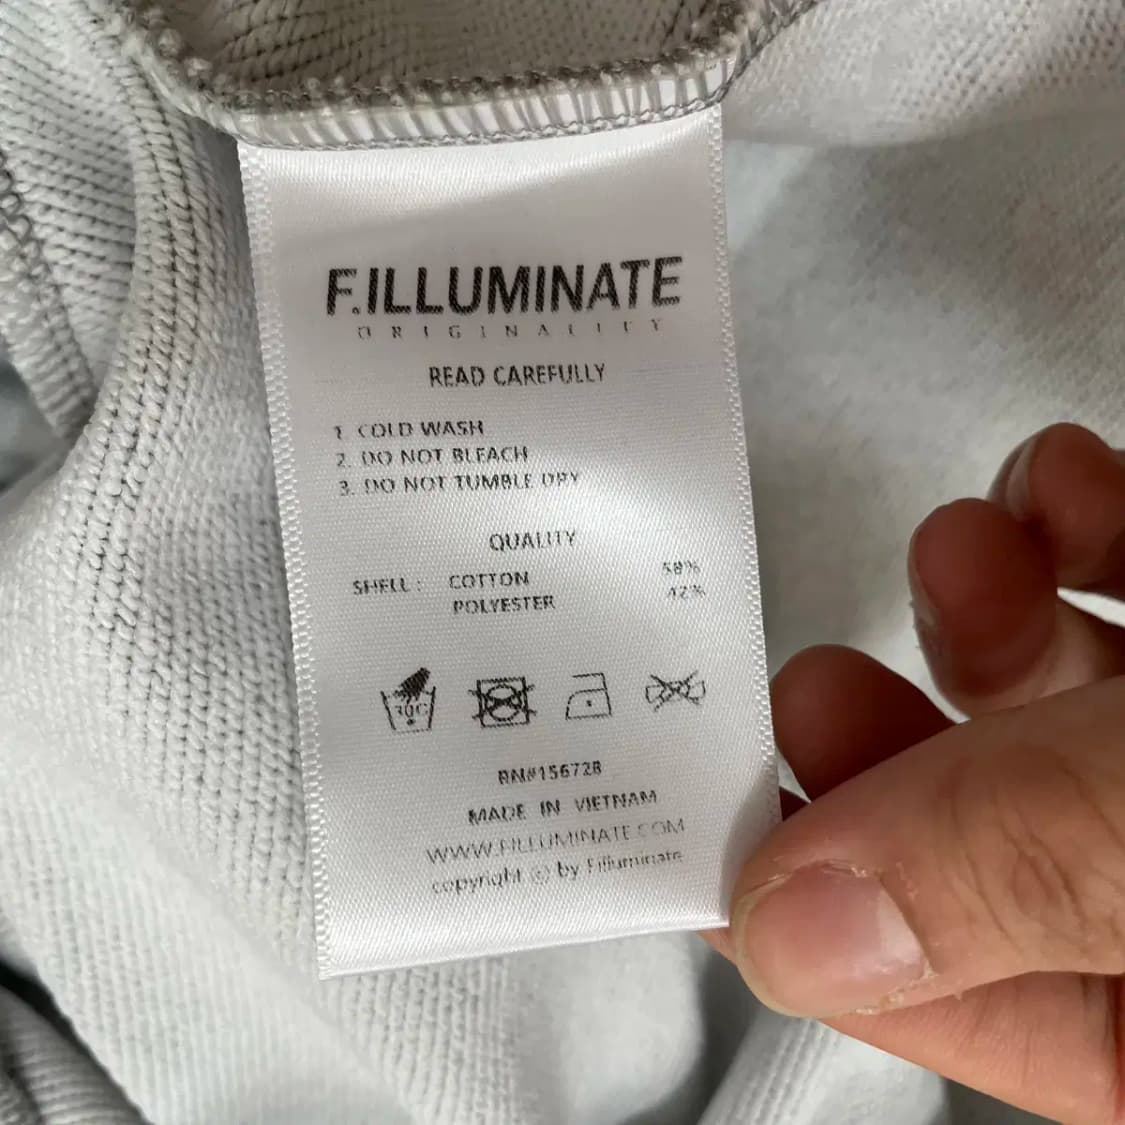 F.ILLUMINATE
ORIGINALITY
READ CAREFULLY
1. COLD WASH
2. DO NOT BLEACH
3. DO NOT TUMBLE DRY
QUALITY
SHELL : COTTON 58%
POLYESTER 42%
30C
RN#156728
MADE IN VIETNAM
WWW.FILLUMINATE.COM
copyright © by Filluminate